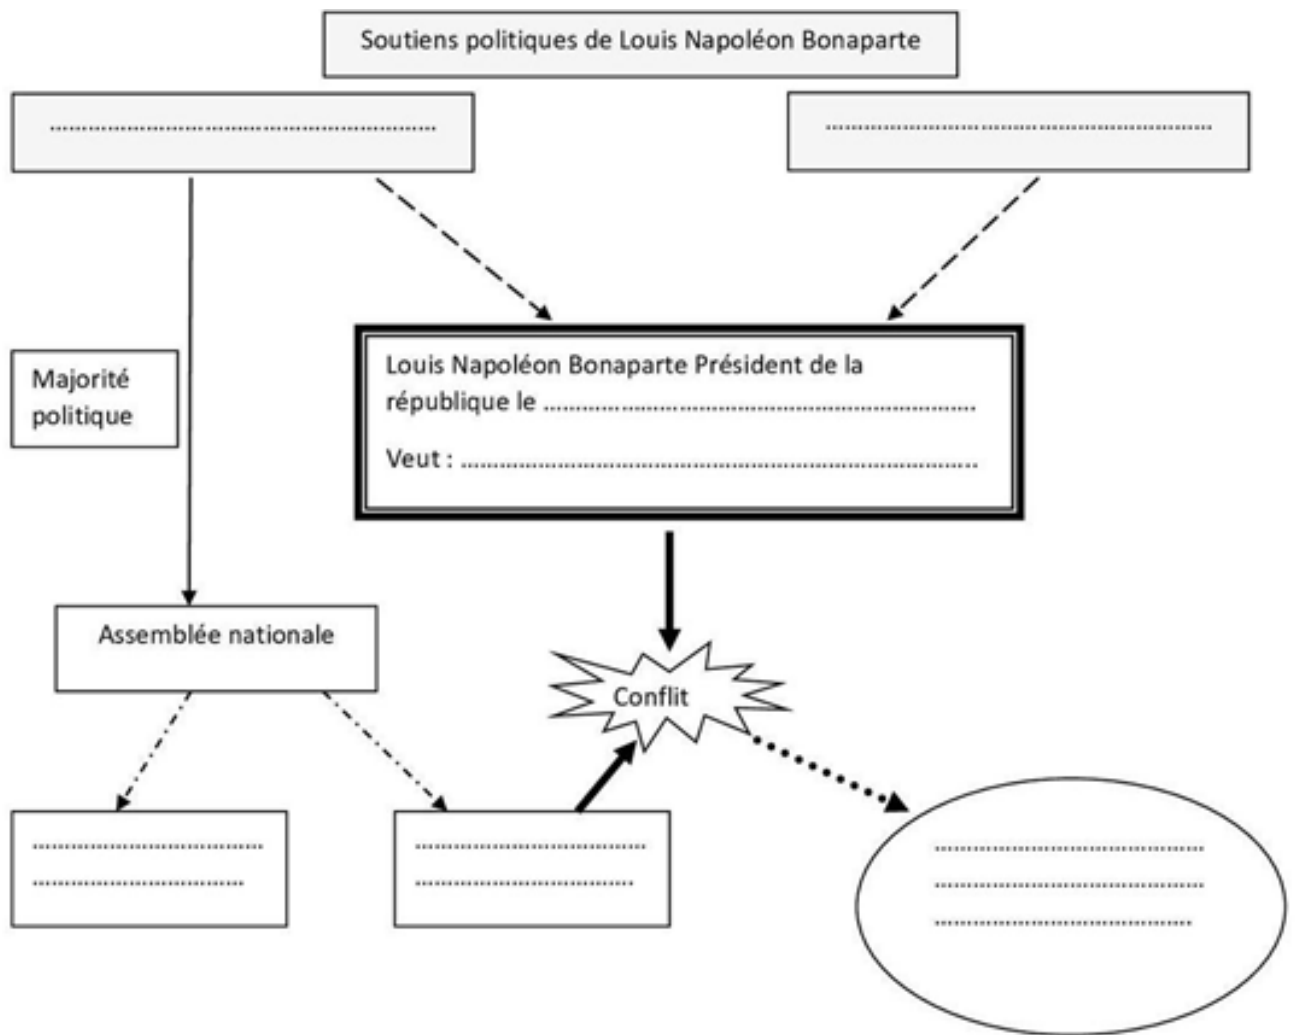 Soutiens politiques de Louis Napoléon Bonaparte
................................................................
................................................................
Louis Napoléon Bonaparte Président de la
république le ................................................................
Veut : ................................................................
Majorité
politique
Assemblée nationale
Conflit
........................................
....................................
........................................
....................................
........................................
........................................
......................................